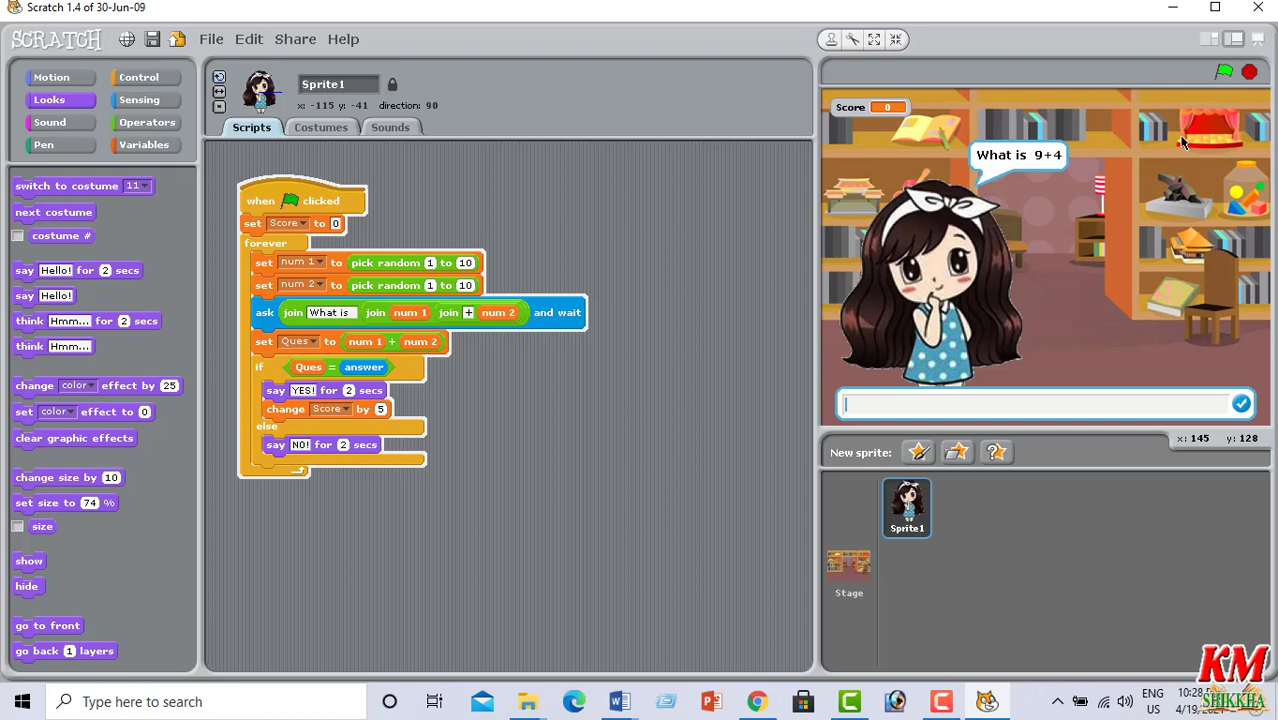 Scratch 1.4 of 30-Jun-09
SCRATCH File Edit Share Help
Motion Control
Looks Sensing
Sound Operators
Pen Variables
switch to costume 11
next costume
costume #
say Hello! for 2 secs
say Hello!
think Hmm... for 2 secs
think Hmm...
change color effect by 25
set color effect to 0
clear graphic effects
change size by 10
set size to 74 %
size
show
hide
go to front
go back 1 layers
Sprite1
x: -115 y: -41 direction: 90
Scripts Costumes Sounds
when clicked
set Score to 0
forever
set num 1 to pick random 1 to 10
set num 2 to pick random 1 to 10
ask join What is join num 1 join + num 2 and wait
set Ques to num 1 + num 2
if Ques = answer
say YES! for 2 secs
change Score by 5
else
say NO! for 2 secs
Score 0
What is 9+4
x: 145 y: 128
New sprite:
Sprite1
Stage
KM
SHIKKHA
Type here to search
ENG
US
10:28